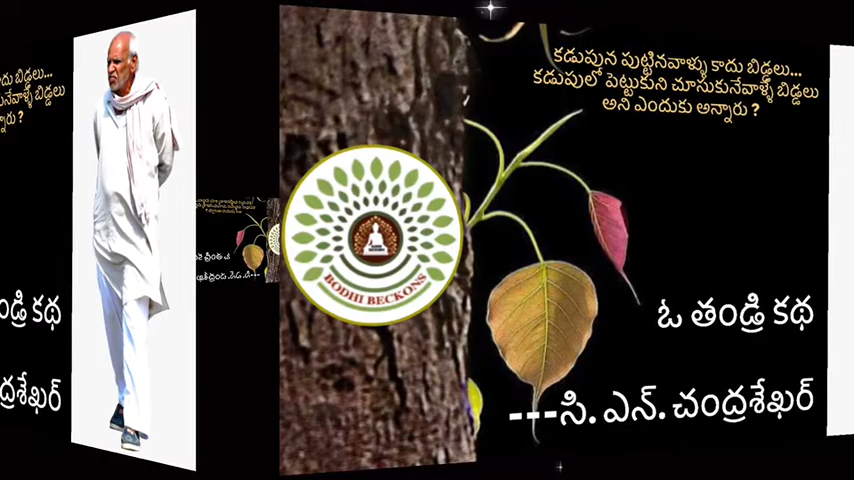 కడుపున పుట్టినవాళ్ళు కాదు బిడ్డలు...
కడుపులో పెట్టుకుని చూసుకునేవాళ్ళే బిడ్డలు
అని ఎందుకు అన్నారు ?
BODHI BECKONS
ఓ తండ్రి కథ
---సి. ఎన్. చంద్రశేఖర్